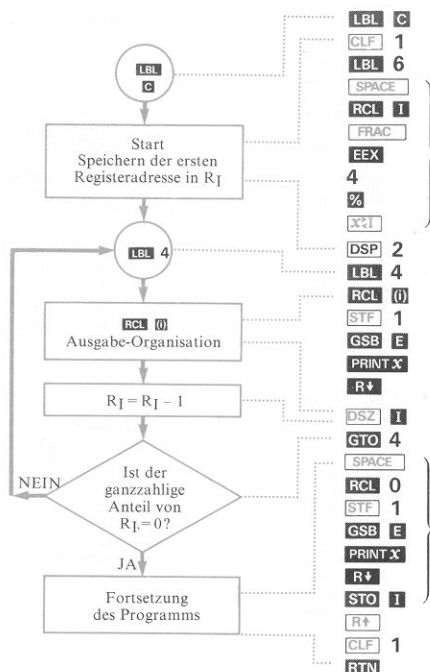 LBL
C
Start
Speichern der ersten
Registeradresse in RI
LBL 4
RCL (i)
Ausgabe-Organisation
RI = RI – 1
NEIN
Ist der
ganzzahlige
Anteil von
RI = 0?
JA
Fortsetzung
des Programms
LBL C
CLF 1
LBL 6
SPACE
RCL I
FRAC
EEX
4
%
x⇄I
DSP 2
LBL 4
RCL (i)
STF 1
GSB E
PRINT x
R↓
DSZ I
GTO 4
SPACE
RCL 0
STF 1
GSB E
PRINT x
R↓
STO I
R↑
CLF 1
RTN